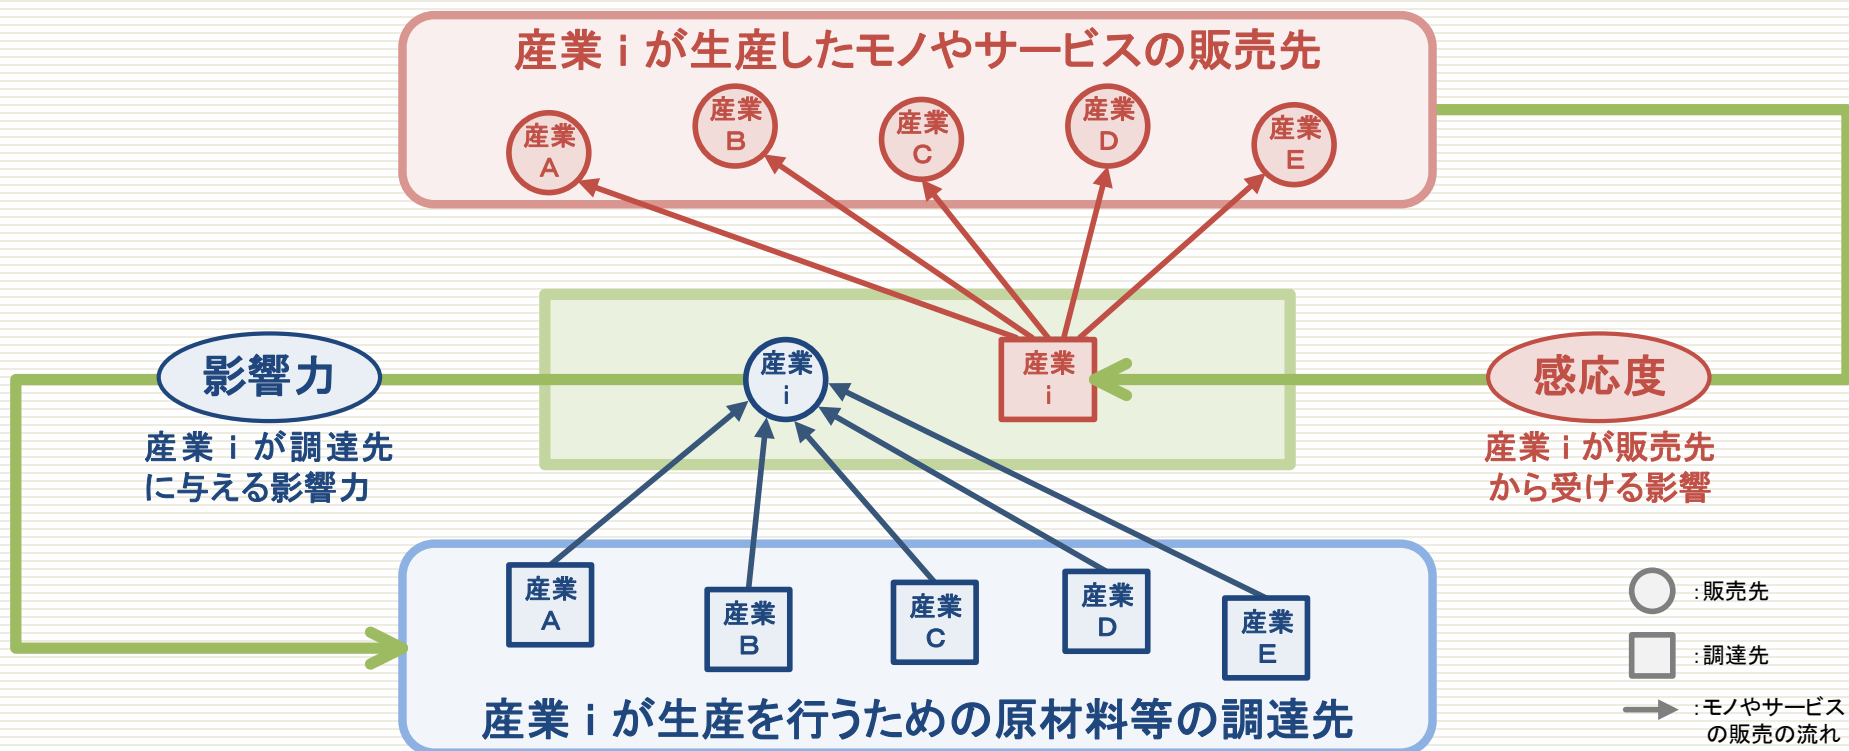 産業ｉが生産したモノやサービスの販売先
産業
A
産業
B
産業
C
産業
D
産業
E
影響力
産業ｉが調達先
に与える影響力
産業
i
産業
i
感応度
産業ｉが販売先
から受ける影響
産業
A
産業
B
産業
C
産業
D
産業
E
産業ｉが生産を行うための原材料等の調達先
：販売先
：調達先
：モノやサービス
の販売の流れ